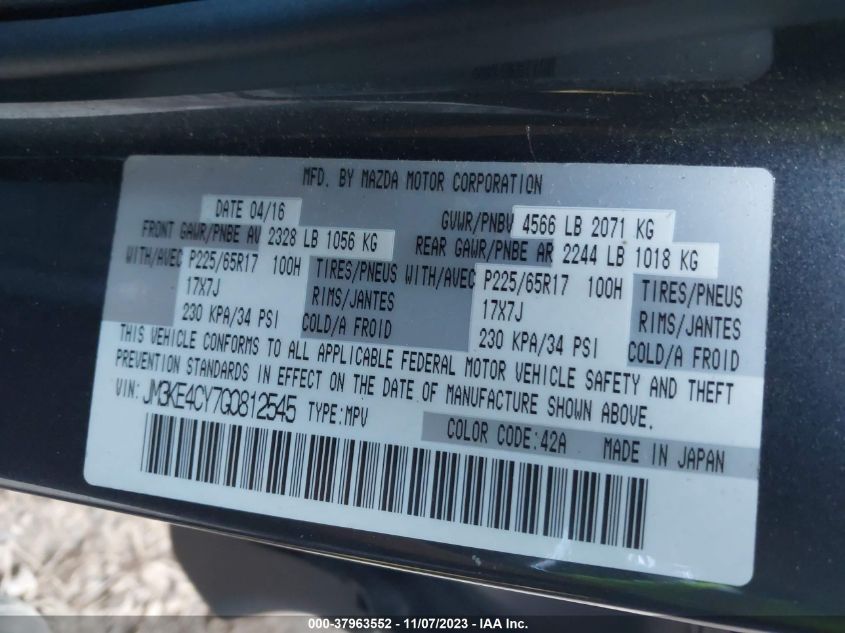 MFD. BY MAZDA MOTOR CORPORATION
DATE 04/16 GVWR/PNBV 4566 LB 2071 KG
FRONT GAWR/PNBE AV 2328 LB 1056 KG REAR GAWR/PNBE AR 2244 LB 1018 KG
WITH/AVEC P225/65R17 100H TIRES/PNEUS WITH/AVEC P225/65R17 100H TIRES/PNEUS
17X7J RIMS/JANTES 17X7J RIMS/JANTES
230 KPA/34 PSI COLD/A FROID 230 KPA/34 PSI COLD/A FROID
THIS VEHICLE CONFORMS TO ALL APPLICABLE FEDERAL MOTOR VEHICLE SAFETY AND THEFT
PREVENTION STANDARDS IN EFFECT ON THE DATE OF MANUFACTURE SHOWN ABOVE.
VIN: JM3KE4CY7G0812545 TYPE:MPV
COLOR CODE:42A MADE IN JAPAN
000-37963552 - 11/07/2023 - IAA Inc.